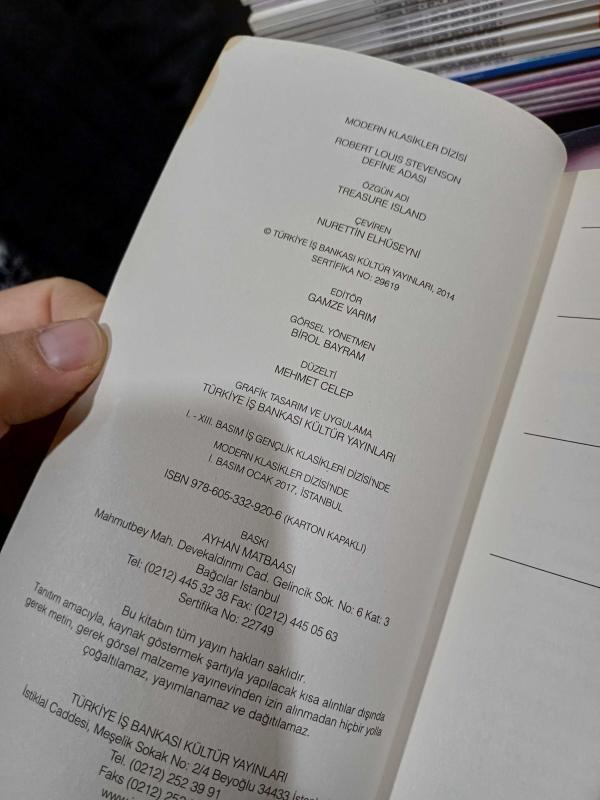 MODERN KLASİKLER DİZİSİ
ROBERT LOUIS STEVENSON
DEFİNE ADASI
ÖZGÜN ADI
TREASURE ISLAND
ÇEVİREN
NURETTİN ELHÜSEYNİ
© TÜRKİYE İŞ BANKASI KÜLTÜR YAYINLARI, 2014
SERTİFİKA NO: 29619
EDİTÖR
GAMZE VARIM
GÖRSEL YÖNETMEN
BİROL BAYRAM
DÜZELTİ
MEHMET CELEP
GRAFİK TASARIM VE UYGULAMA
TÜRKİYE İŞ BANKASI KÜLTÜR YAYINLARI
I. - XIII. BASIM İŞ GENÇLİK KLASİKLERİ DİZİSİ'NDE
MODERN KLASİKLER DİZİSİ'NDE
I. BASIM OCAK 2017, İSTANBUL
ISBN 978-605-332-920-6 (KARTON KAPAKLI)
BASKI
AYHAN MATBAASI
Mahmutbey Mah. Devekaldırımı Cad. Gelincik Sok. No: 6 Kat: 3
Bağcılar İstanbul
Tel: (0212) 445 32 38 Fax: (0212) 445 05 63
Sertifika No: 22749
Bu kitabın tüm yayın hakları saklıdır.
Tanıtım amacıyla, kaynak göstermek şartıyla yapılacak kısa alıntılar dışında
gerek metin, gerek görsel malzeme yayınevinden izin alınmadan hiçbir yolla
çoğaltılamaz, yayımlanamaz ve dağıtılamaz.
TÜRKİYE İŞ BANKASI KÜLTÜR YAYINLARI
İstiklal Caddesi, Meşelik Sokak No: 2/4 Beyoğlu 34433
Tel. (0212) 252 39 91
Faks (0212) 252